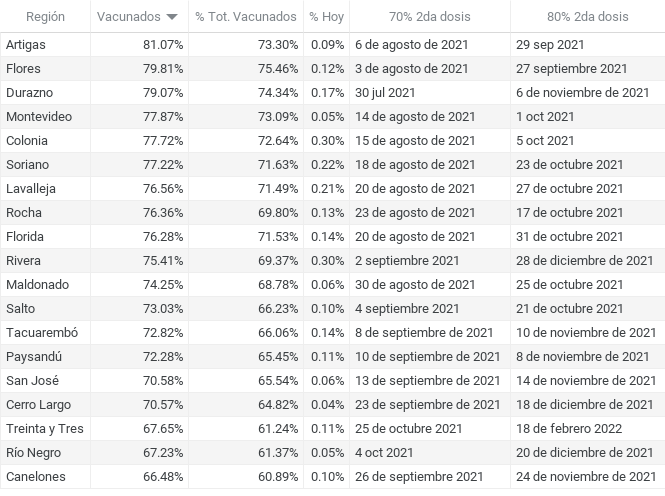 Región Vacunados % Tot. Vacunados % Hoy 70% 2da dosis 80% 2da dosis
Artigas 81.07% 73.30% 0.09% 6 de agosto de 2021 29 sep 2021
Flores 79.81% 75.46% 0.12% 3 de agosto de 2021 27 septiembre 2021
Durazno 79.07% 74.34% 0.17% 30 jul 2021 6 de noviembre de 2021
Montevideo 77.87% 73.09% 0.05% 14 de agosto de 2021 1 oct 2021
Colonia 77.72% 72.64% 0.30% 15 de agosto de 2021 5 oct 2021
Soriano 77.22% 71.63% 0.22% 18 de agosto de 2021 23 de octubre 2021
Lavalleja 76.56% 71.49% 0.21% 20 de agosto de 2021 27 de octubre 2021
Rocha 76.36% 69.80% 0.13% 23 de agosto de 2021 17 de octubre 2021
Florida 76.28% 71.53% 0.14% 20 de agosto de 2021 31 de octubre 2021
Rivera 75.41% 69.37% 0.30% 2 septiembre 2021 28 de diciembre de 2021
Maldonado 74.25% 68.78% 0.06% 30 de agosto de 2021 25 de octubre 2021
Salto 73.03% 66.23% 0.10% 4 septiembre 2021 21 de octubre 2021
Tacuarembó 72.82% 66.06% 0.14% 8 de septiembre de 2021 10 de noviembre de 2021
Paysandú 72.28% 65.45% 0.11% 10 de septiembre de 2021 8 de noviembre de 2021
San José 70.58% 65.54% 0.06% 13 de septiembre de 2021 14 de noviembre de 2021
Cerro Largo 70.57% 64.82% 0.04% 23 de septiembre de 2021 18 de diciembre de 2021
Treinta y Tres 67.65% 61.24% 0.11% 25 de octubre de 2021 18 de febrero 2022
Río Negro 67.23% 61.37% 0.05% 4 oct 2021 20 de diciembre de 2021
Canelones 66.48% 60.89% 0.10% 26 de septiembre de 2021 24 de noviembre de 2021